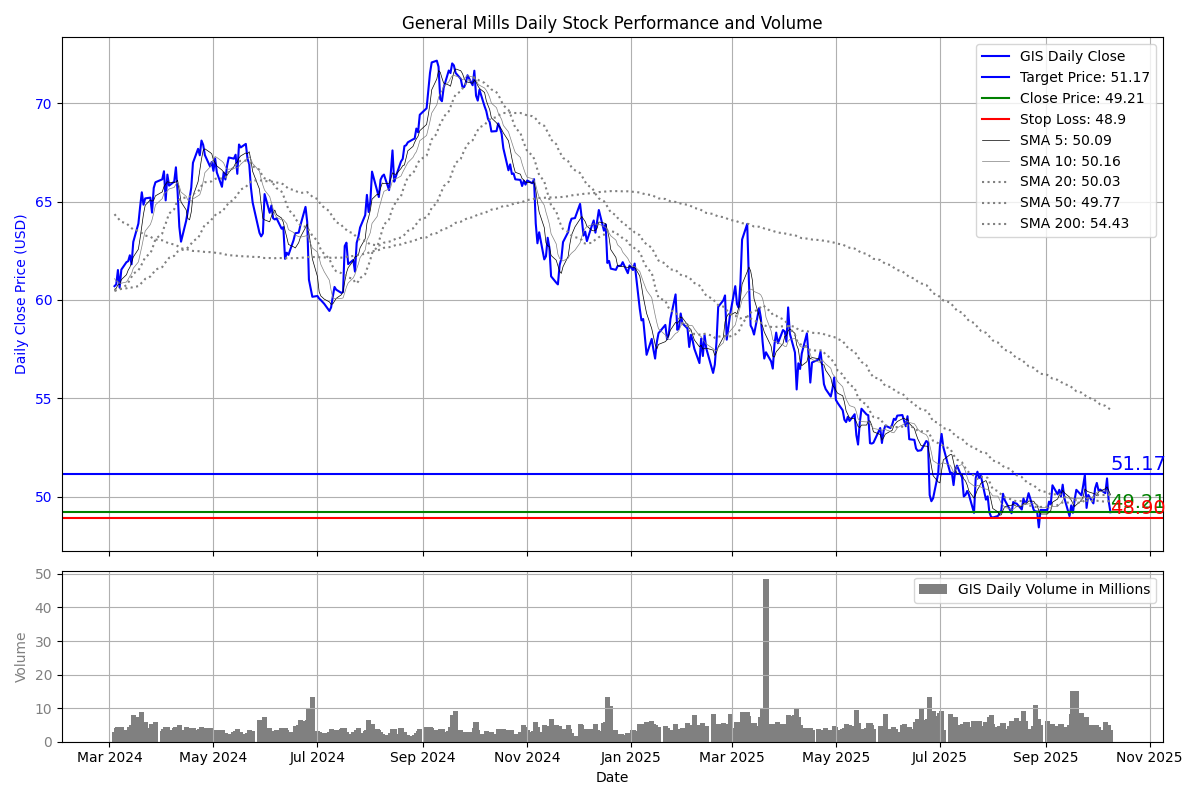 General Mills Daily Stock Performance and Volume
Daily Close Price (USD)
70
65
60
55
50
GIS Daily Close
Target Price: 51.17
Close Price: 49.21
Stop Loss: 48.9
SMA 5: 50.09
SMA 10: 50.16
SMA 20: 50.03
SMA 50: 49.77
SMA 200: 54.43
51.17
49.21
48.90
Volume
50
40
30
20
10
0
GIS Daily Volume in Millions
Mar 2024 May 2024 Jul 2024 Sep 2024 Nov 2024 Jan 2025 Mar 2025 May 2025 Jul 2025 Sep 2025 Nov 2025
Date